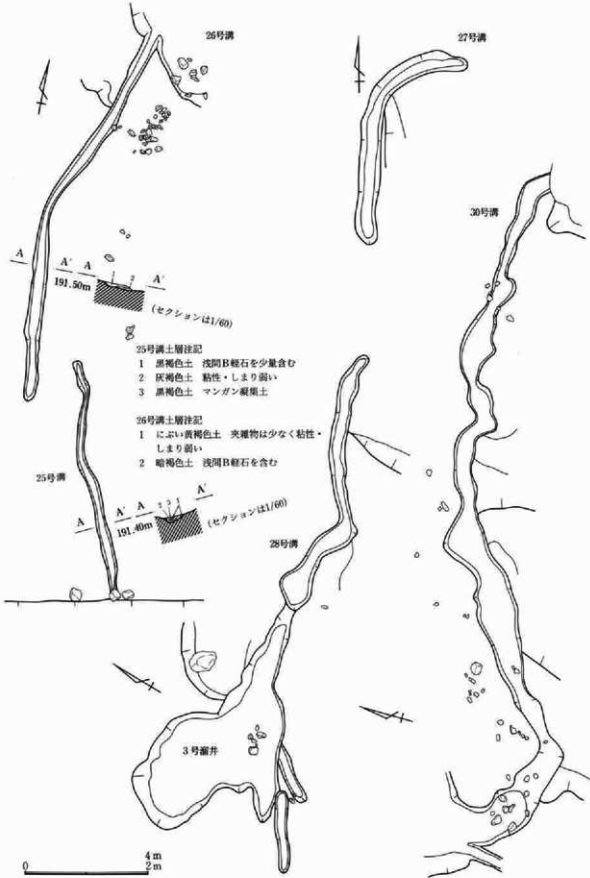 26号溝
27号溝
30号溝
A
A'
A
A'
1
2
191.50m
(セクションは1/60)
25号溝土層注記
1 黒褐色土 浅間B軽石を少量含む
2 灰褐色土 粘性・しまり弱い
3 黒褐色土 マンガン凝集土
26号溝土層注記
1 にぶい黄褐色土 夾雑物は少なく粘性・
しまり弱い
2 暗褐色土 浅間B軽石を含む
25号溝
A
A'
A
A'
2 3 1
191.40m
(セクションは1/60)
28号溝
3号溜井
0
4m
2m